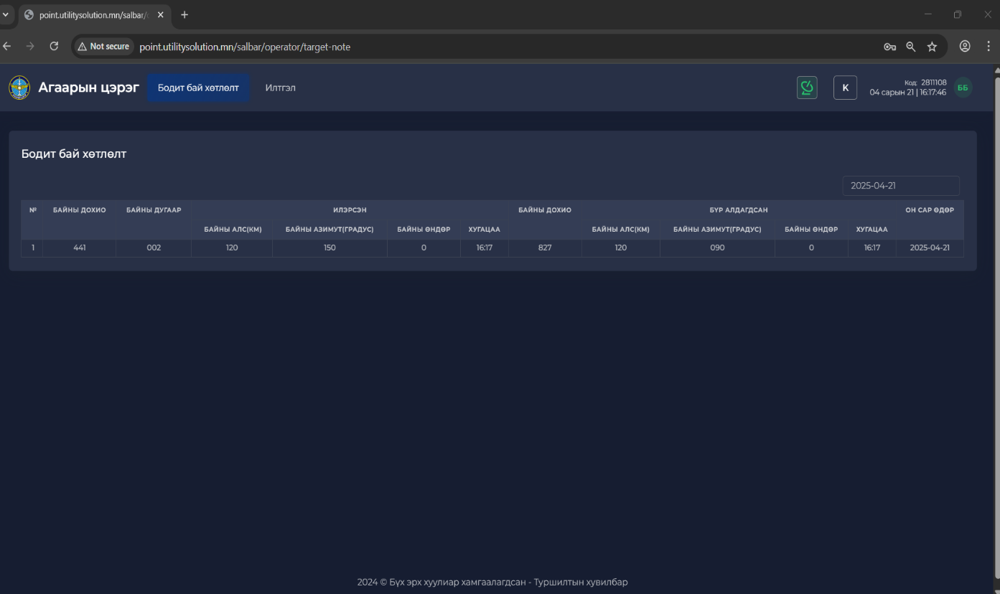 point.utilitysolution.mn/salbar/
Not secure point.utilitysolution.mn/salbar/operator/target-note
Агаарын цэрэг Бодит бай хөтлөлт Илтгэл K Код: 2811108
04 сарын 21 | 16:17:46 ББ
Бодит бай хөтлөлт
2025-04-21
№ БАЙНЫ ДОХИО БАЙНЫ ДУГААР ИЛЭРСЭН БАЙНЫ ДОХИО БҮР АЛДАГДСАН ОН САР ӨДӨР
БАЙНЫ АЛС(КМ) БАЙНЫ АЗИМУТ(ГРАДУС) БАЙНЫ ӨНДӨР ХУГАЦАА БАЙНЫ АЛС(КМ) БАЙНЫ АЗИМУТ(ГРАДУС) БАЙНЫ ӨНДӨР ХУГАЦАА
1 441 002 120 150 0 16:17 827 120 090 0 16:17 2025-04-21
2024 © Бүх эрх хуулиар хамгаалагдсан - Туршилтын хувилбар